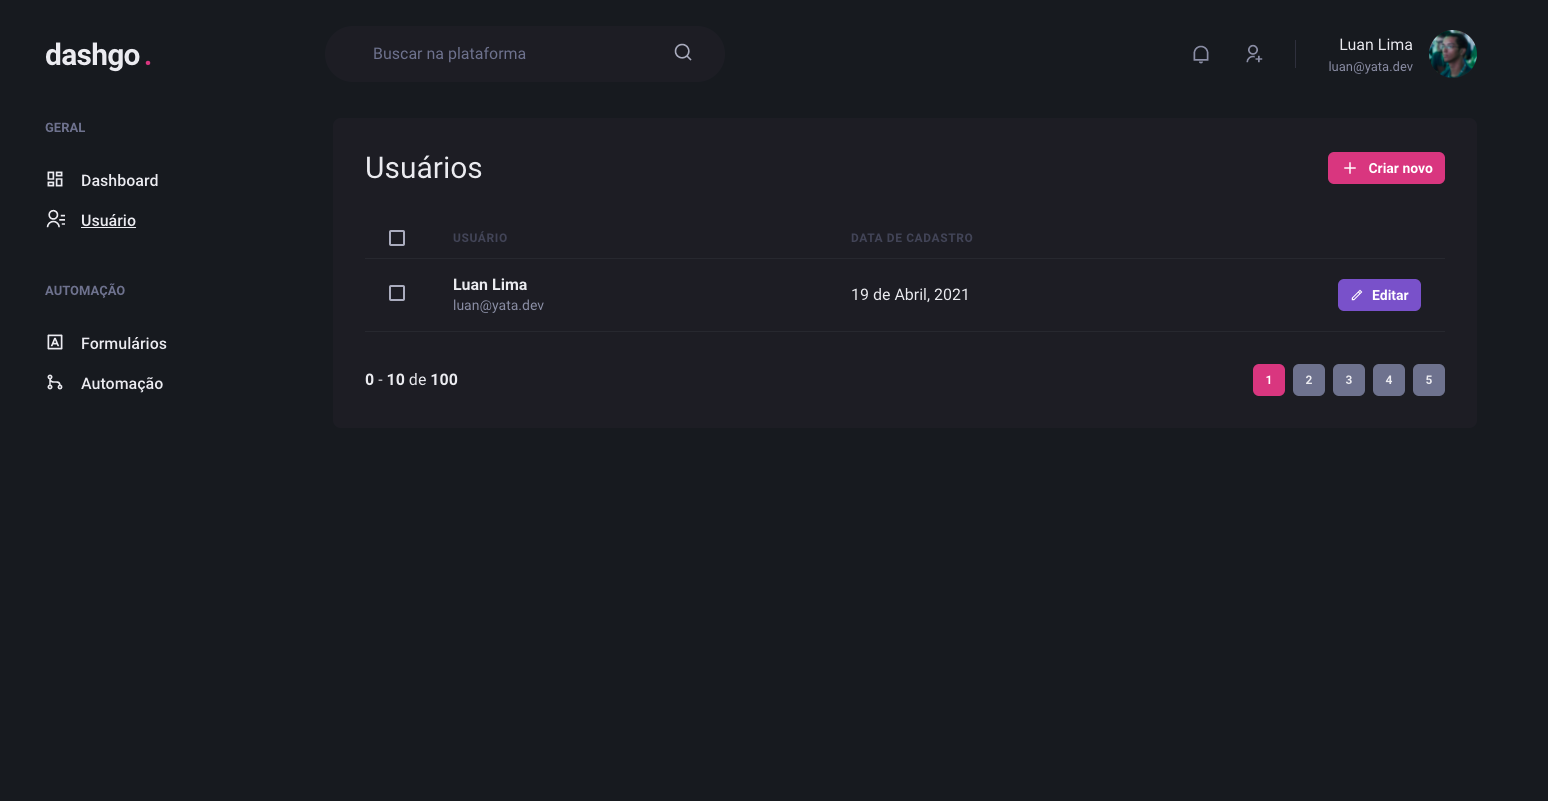 dashgo.
Buscar na plataforma
Luan Lima
luan@yata.dev
GERAL
Dashboard
Usuário
AUTOMAÇÃO
Formulários
Automação
Usuários
Criar novo
USUÁRIO
DATA DE CADASTRO
Luan Lima
luan@yata.dev
19 de Abril, 2021
Editar
0 - 10 de 100
1 2 3 4 5